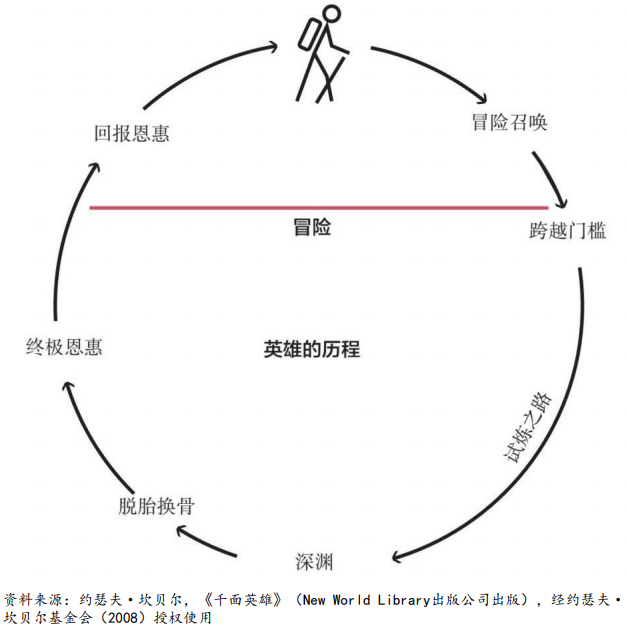 回报恩惠
冒险召唤
冒险
跨越门槛
终极恩惠
英雄的历程
试炼之路
脱胎换骨
深渊
资料来源：约瑟夫·坎贝尔，《千面英雄》（New World Library出版公司出版），经约瑟夫·
坎贝尔基金会（2008）授权使用